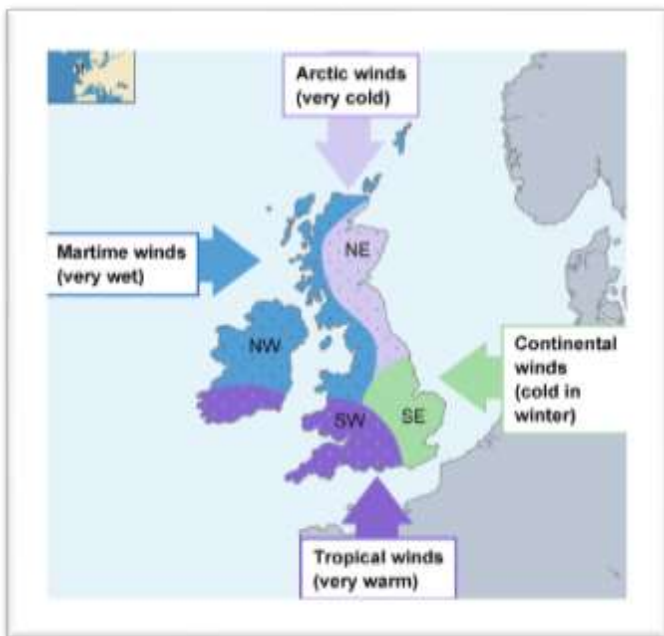 Arctic winds
(very cold)
Martime winds
(very wet)
NE
NW
Continental
winds
(cold in
winter)
SW
SE
Tropical winds
(very warm)